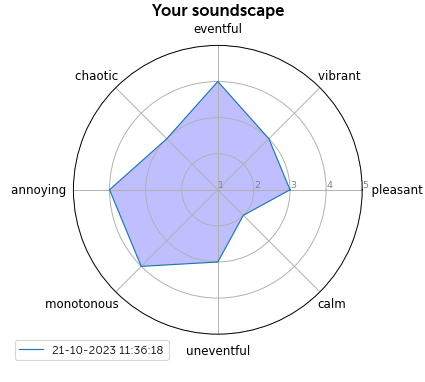 Your soundscape
eventful
chaotic
vibrant
annoying
1
2
3
4
5
pleasant
monotonous
calm
uneventful
21-10-2023 11:36:18